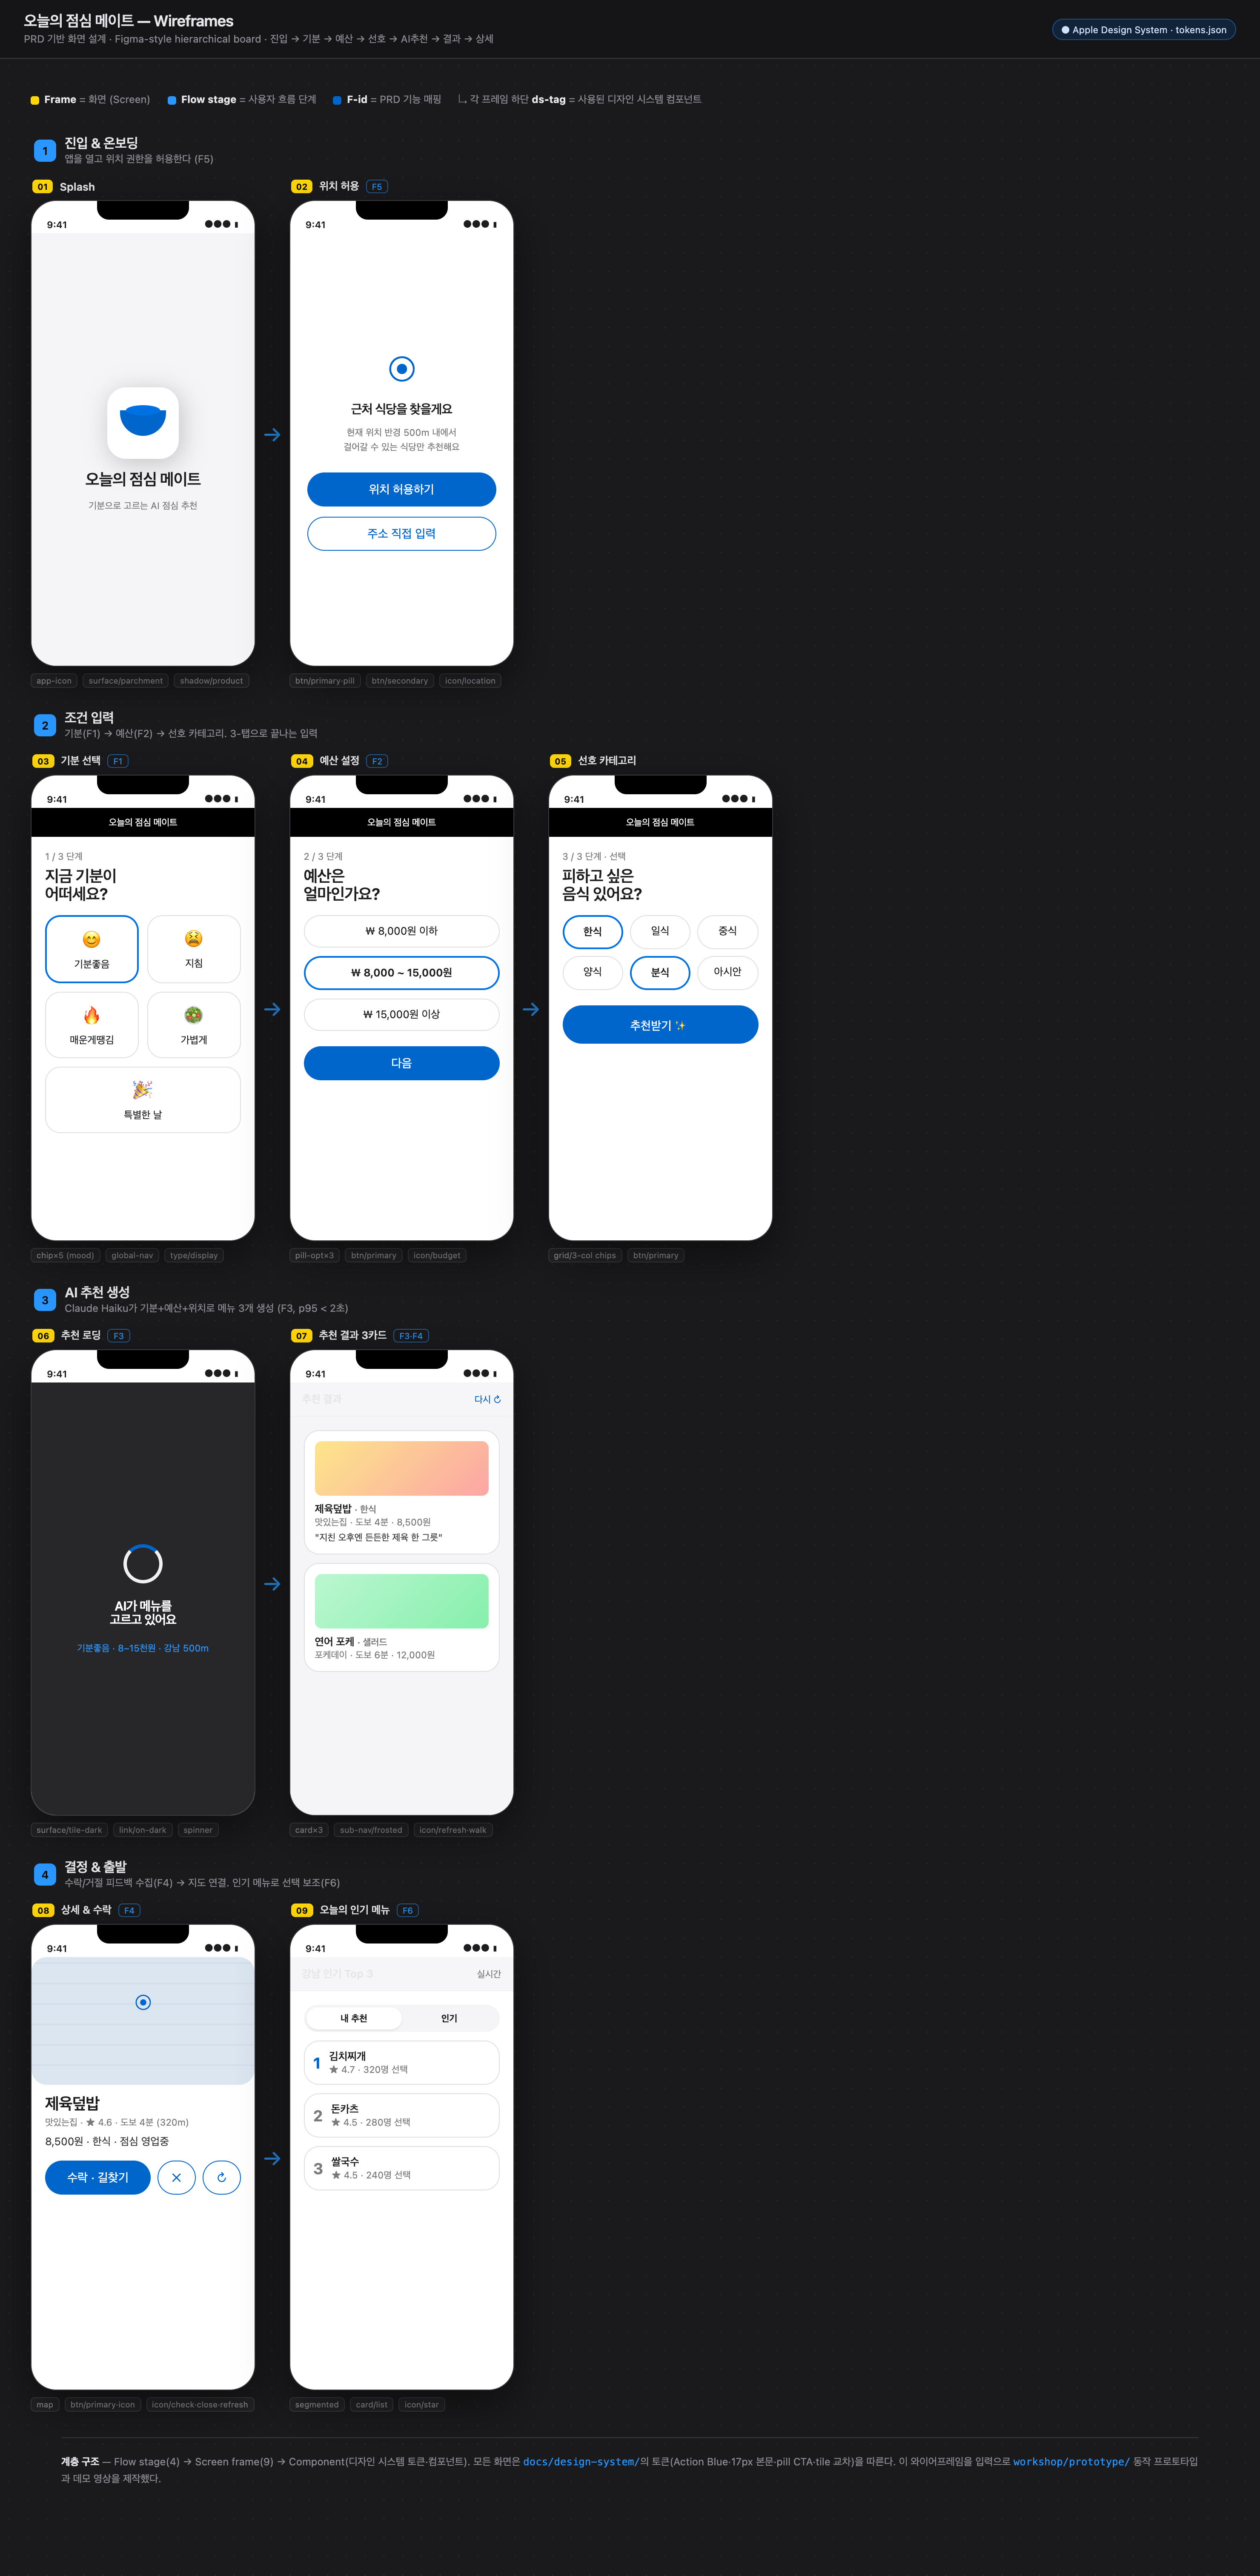 오늘의 점심 메이트 — Wireframes
PRD 기반 화면 설계 · Figma-style hierarchical board · 진입 → 기분 → 예산 → 선호 → AI추천 → 결과 → 상세
Apple Design System · tokens.json
Frame = 화면 (Screen)
Flow stage = 사용자 흐름 단계
F-id = PRD 기능 매핑
각 프레임 하단 ds-tag = 사용된 디자인 시스템 컴포넌트
1
진입 & 온보딩
앱을 열고 위치 권한을 허용한다 (F5)
01 Splash
9:41
오늘의 점심 메이트
기분으로 고르는 AI 점심 추천
app-icon
surface/parchment
shadow/product
→
02 위치 허용 F5
9:41
근처 식당을 찾을게요
현재 위치 반경 500m 내에서
걸어갈 수 있는 식당만 추천해요
위치 허용하기
주소 직접 입력
btn/primary-pill
btn/secondary
icon/location
2
조건 입력
기분(F1) → 예산(F2) → 선호 카테고리. 3-탭으로 끝나는 입력
03 기분 선택 F1
9:41
오늘의 점심 메이트
1 / 3 단계
지금 기분이
어떠세요?
😊
기분좋음
😫
지침
🔥
매운게땡김
🥗
가볍게
🎉
특별한 날
chip×5 (mood)
global-nav
type/display
→
04 예산 설정 F2
9:41
오늘의 점심 메이트
2 / 3 단계
예산은
얼마인가요?
₩ 8,000원 이하
₩ 8,000 ~ 15,000원
₩ 15,000원 이상
다음
pill-opt×3
btn/primary
icon/budget
→
05 선호 카테고리
9:41
오늘의 점심 메이트
3 / 3 단계 · 선택
피하고 싶은
음식 있어요?
한식 일식 중식
양식 분식 아시안
추천받기 ✨
grid/3-col chips
btn/primary
3
AI 추천 생성
Claude Haiku가 기분+예산+위치로 메뉴 3개 생성 (F3, p95 < 2초)
06 추천 로딩 F3
9:41
AI가 메뉴를
고르고 있어요
기분좋음 · 8~15천원 · 강남 500m
surface/tile-dark
link/on-dark
spinner
→
07 추천 결과 3카드 F3·F4
9:41
추천 결과
다시 ↻
제육덮밥 · 한식
맛있는집 · 도보 4분 · 8,500원
"지친 오후엔 든든한 제육 한 그릇"
연어 포케 · 샐러드
포케데이 · 도보 6분 · 12,000원
card×3
sub-nav/frosted
icon/refresh·walk
4
결정 & 출발
수락/거절 피드백 수집(F4) → 지도 연결. 인기 메뉴로 선택 보조(F6)
08 상세 & 수락 F4
9:41
제육덮밥
맛있는집 · ★ 4.6 · 도보 4분 (320m)
8,500원 · 한식 · 점심 영업중
수락 · 길찾기
✕
↻
map
btn/primary·icon
icon/check·close·refresh
→
09 오늘의 인기 메뉴 F6
9:41
강남 인기 Top 3
실시간
내 추천
인기
1
김치찌개
★ 4.7 · 320명 선택
2
돈카츠
★ 4.5 · 280명 선택
3
쌀국수
★ 4.5 · 240명 선택
segmented
card/list
icon/star
계층 구조 — Flow stage(4) → Screen frame(9) → Component(디자인 시스템 토큰·컴포넌트). 모든 화면은 docs/design-system/의 토큰(Action Blue·17px 본문·pill CTA·tile 교차)을 따른다. 이 와이어프레임을 입력으로 workshop/prototype/ 동작 프로토타입
과 데모 영상을 제작했다.